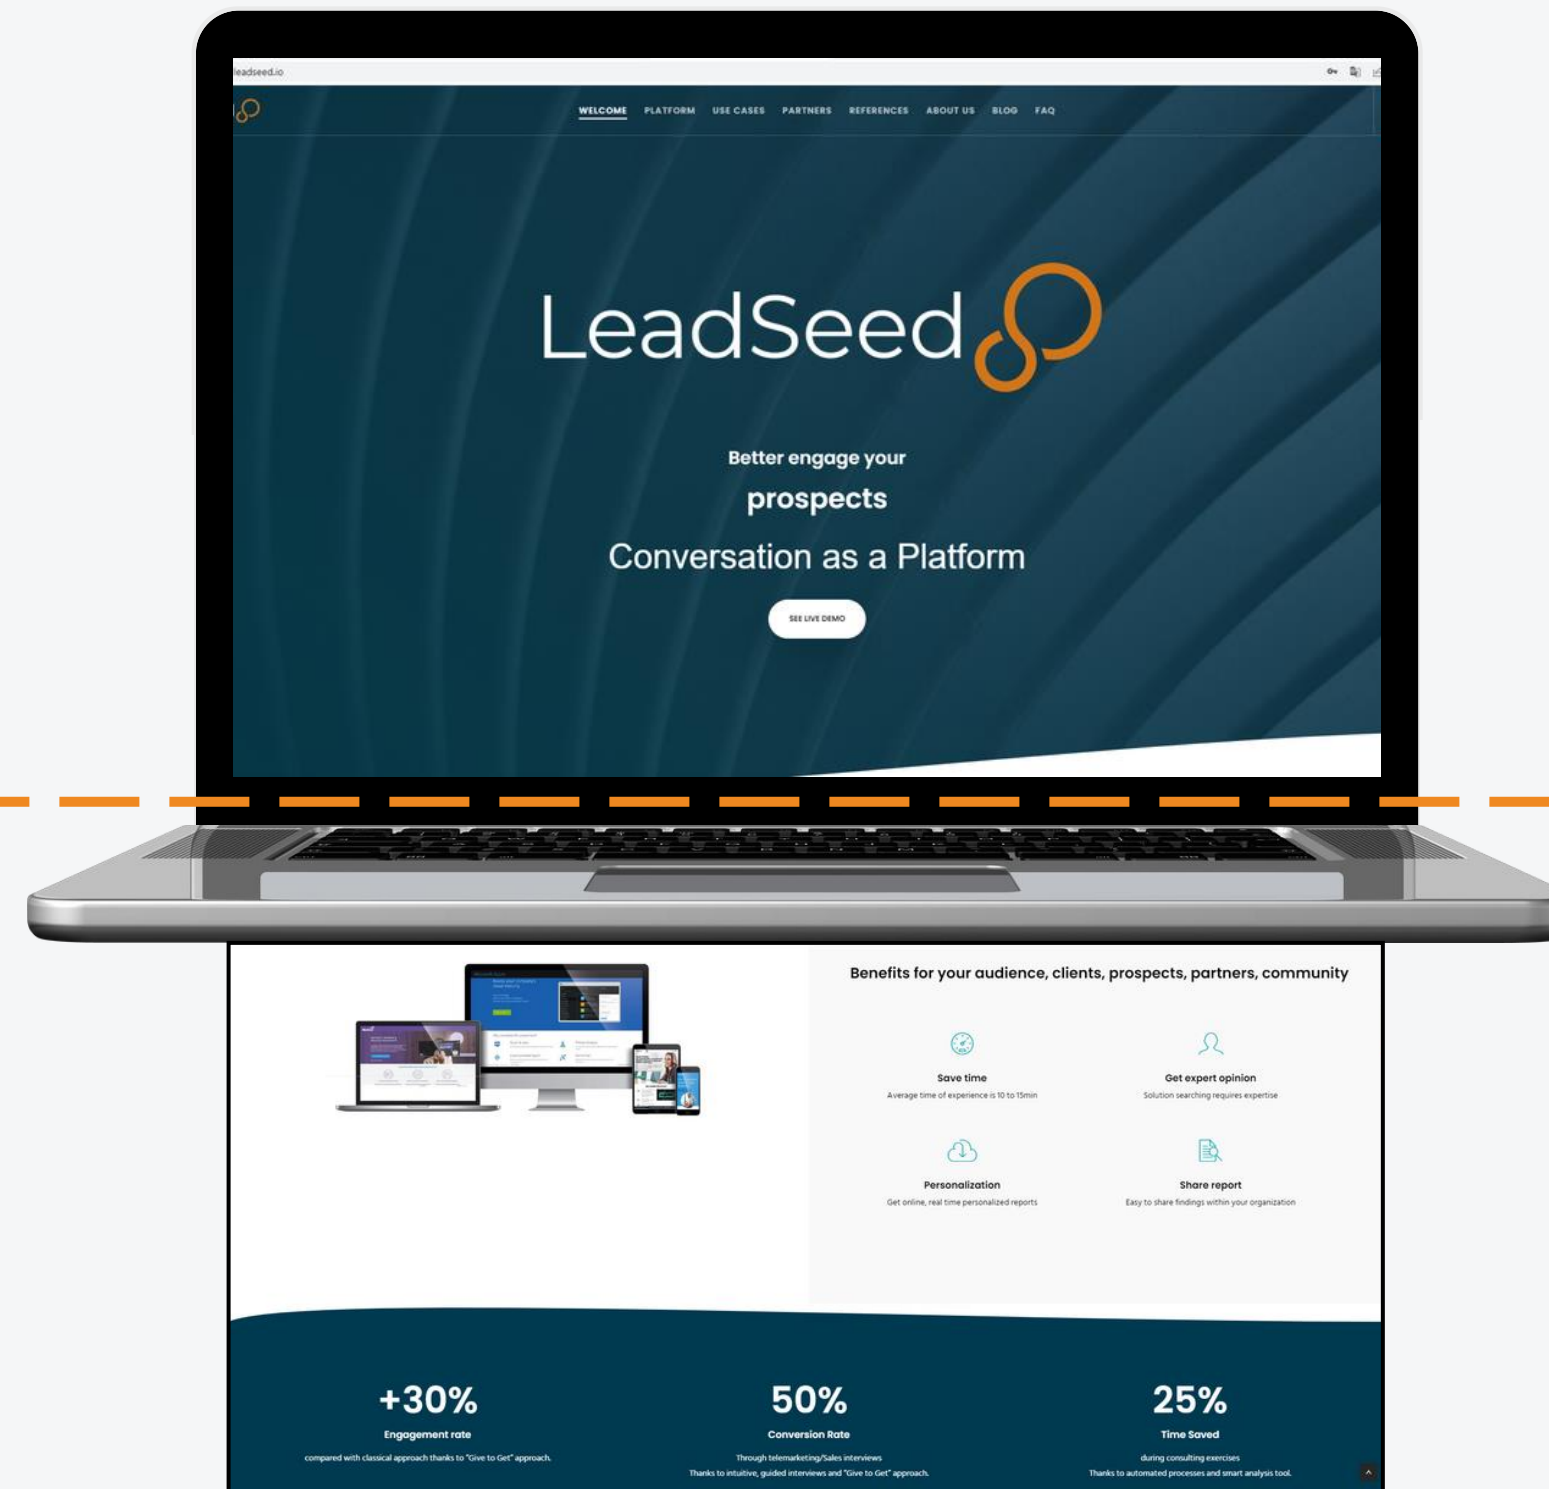 leadseed.io
WELCOME PLATFORM USE CASES PARTNERS REFERENCES ABOUT US BLOG FAQ
LeadSeed
Better engage your
prospects
Conversation as a Platform
SEE LIVE DEMO
Benefits for your audience, clients, prospects, partners, community
Save time
Average time of experience is 10 to 15min
Get expert opinion
Solution searching requires expertise
Personalization
Get online, real time personalized reports
Share report
Easy to share findings within your organization
+30%
Engagement rate
compared with classical approach thanks to "Give to Get" approach.
50%
Conversion Rate
Through telemarketing/Sales interviews
Thanks to intuitive, guided interviews and "Give to Get" approach.
25%
Time Saved
during consulting exercises
Thanks to automated processes and smart analysis tool.